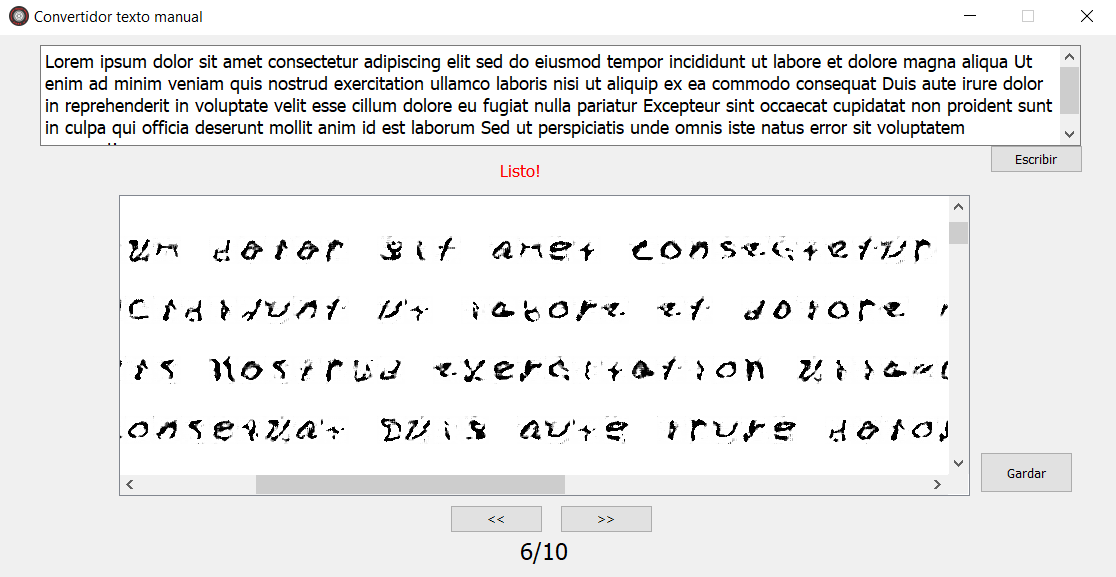 Convertidor texto manual
Lorem ipsum dolor sit amet consectetur adipiscing elit sed do eiusmod tempor incididunt ut labore et dolore magna aliqua Ut
enim ad minim veniam quis nostrud exercitation ullamco laboris nisi ut aliquip ex ea commodo consequat Duis aute irure dolor
in reprehenderit in voluptate velit esse cillum dolore eu fugiat nulla pariatur Excepteur sint occaecat cupidatat non proident sunt
in culpa qui officia deserunt mollit anim id est laborum Sed ut perspiciatis unde omnis iste natus error sit voluptatem
Escribir
Listo!
um dolor sit amet consectetur
cididunt ut labore et dolore
is nostrud exercitation ullamc
onsequat Duis aute irure dolor
Gardar
<< >>
6/10